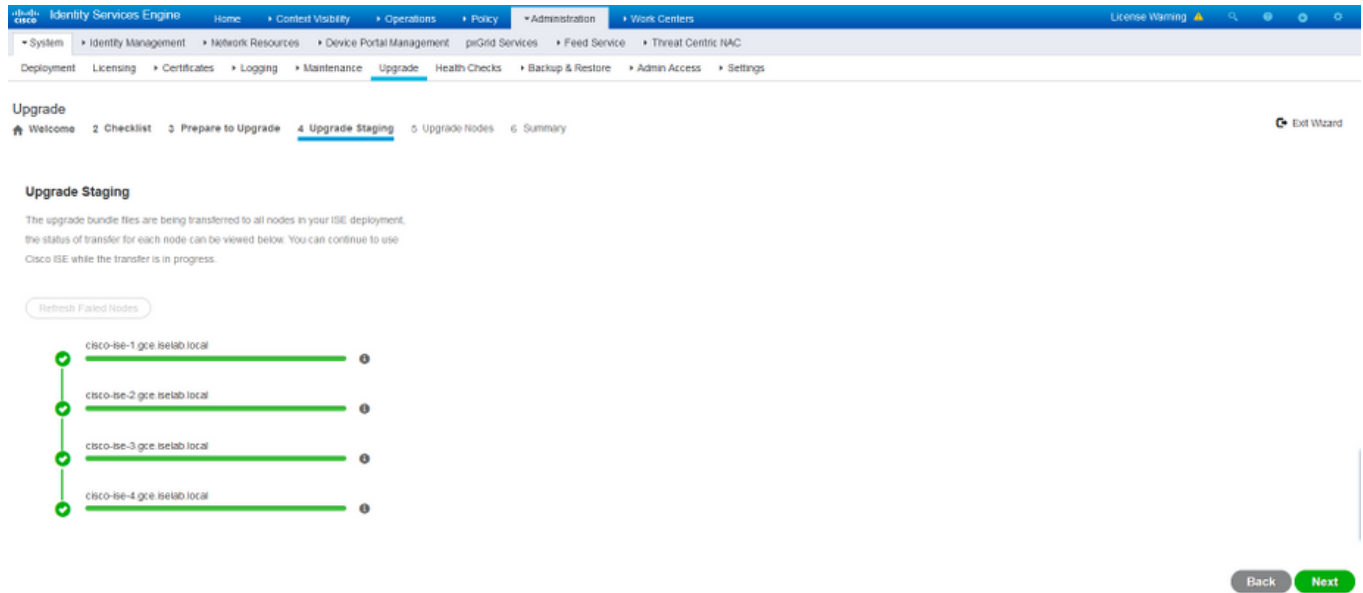 cisco Identity Services Engine Home Context Visibility Operations Policy Administration Work Centers License Warning
System Identity Management Network Resources Device Portal Management pxGrid Services Feed Service Threat Centric NAC
Deployment Licensing Certificates Logging Maintenance Upgrade Health Checks Backup & Restore Admin Access Settings
Upgrade
Welcome 2 Checklist 3 Prepare to Upgrade 4 Upgrade Staging 5 Upgrade Nodes 6 Summary Exit Wizard
Upgrade Staging
The upgrade bundle files are being transferred to all nodes in your ISE deployment,
the status of transfer for each node can be viewed below. You can continue to use
Cisco ISE while the transfer is in progress.
Refresh Failed Nodes
cisco-ise-1.gce.iselab.local
cisco-ise-2.gce.iselab.local
cisco-ise-3.gce.iselab.local
cisco-ise-4.gce.iselab.local
Back Next